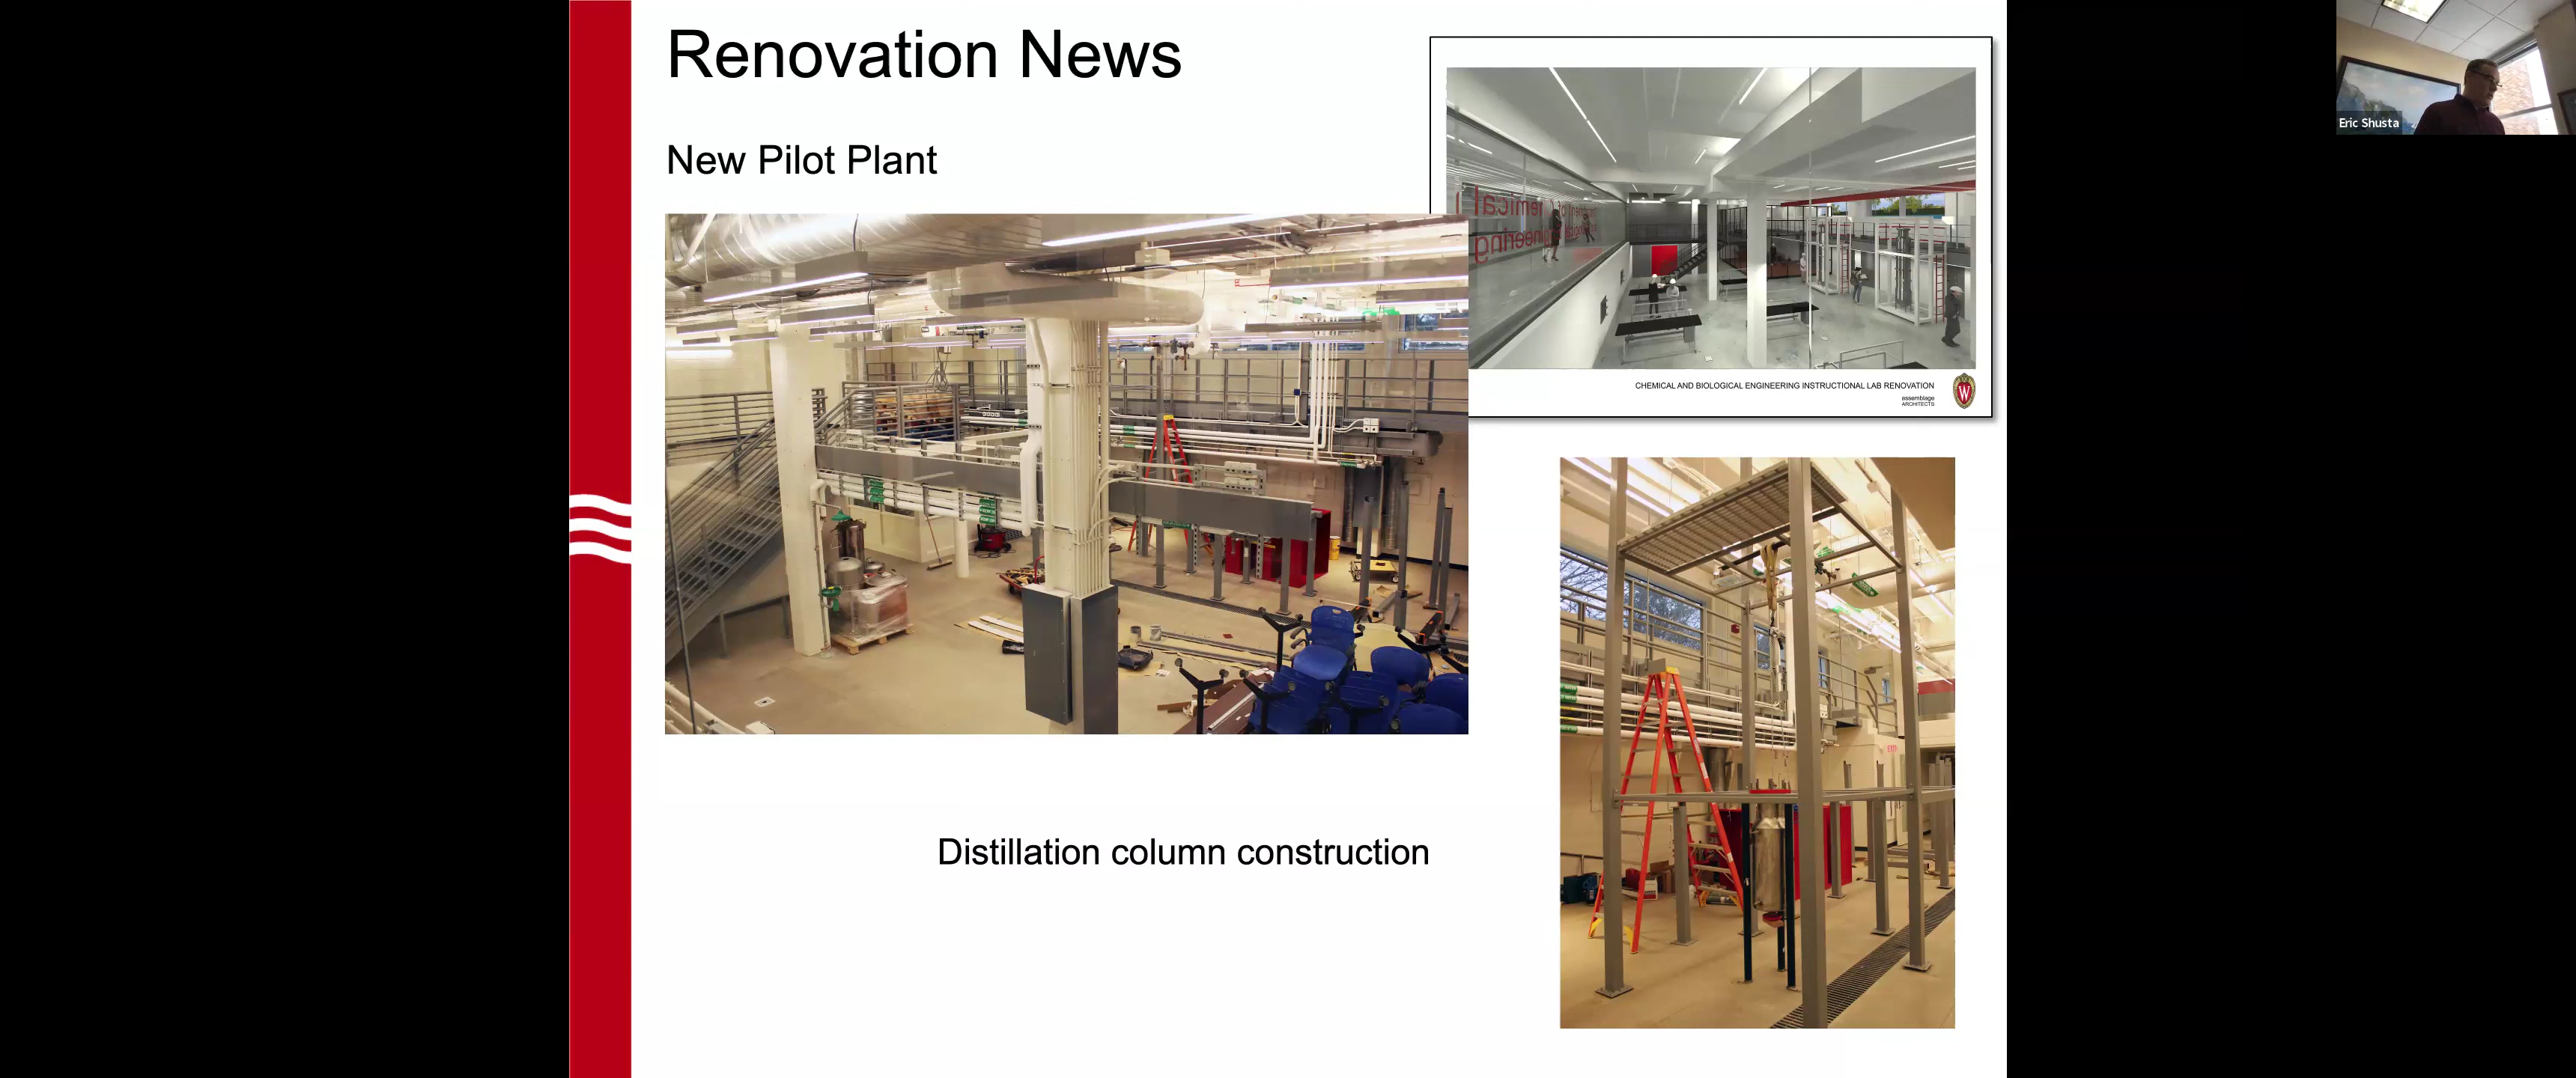 Renovation News
New Pilot Plant
CHEMICAL AND BIOLOGICAL ENGINEERING INSTRUCTIONAL LAB RENOVATION
assemblage
ARCHITECTS
W
Distillation column construction
Eric Shusta